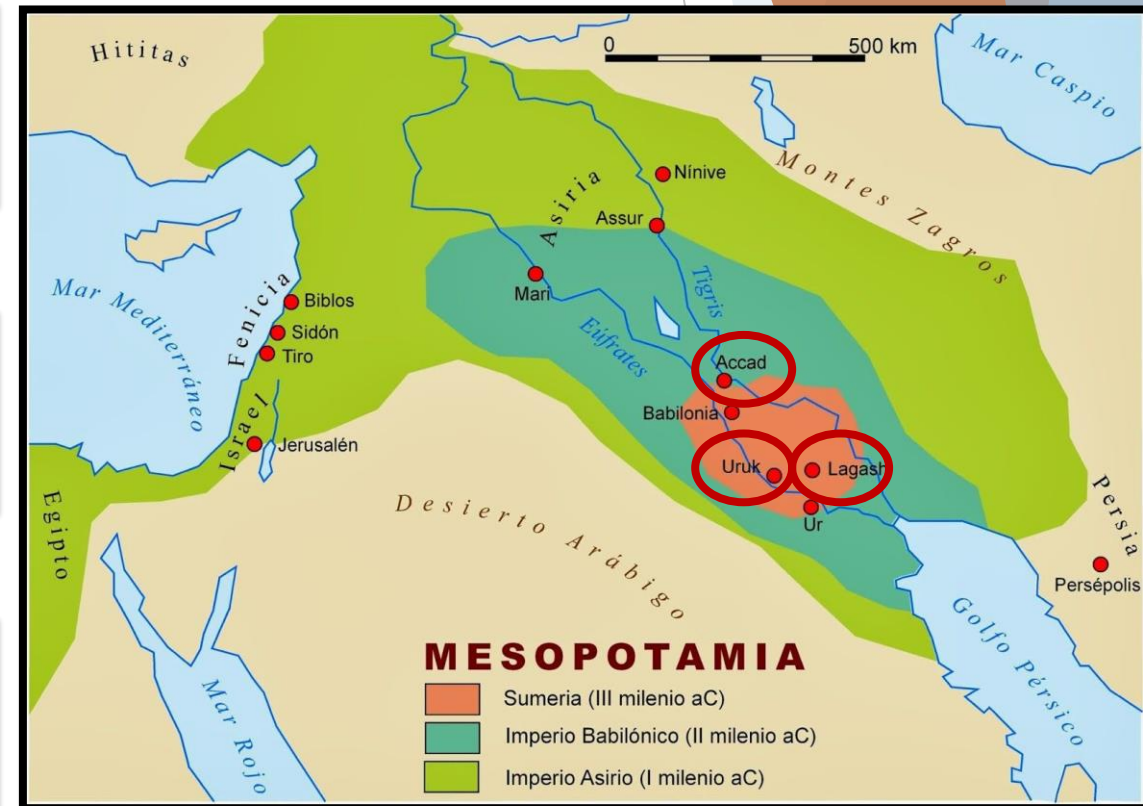 Hititas
0
500 km
Mar Caspio
Montes Zagros
Nínive
Asiria
Assur
Mari
Tigris
Eúfrates
Mar Mediterráneo
Fenicia
Biblos
Sidón
Tiro
Israel
Jerusalén
Accad
Babilonia
Uruk
Lagash
Ur
Egipto
Desierto Arábigo
Persia
Persépolis
Golfo Pérsico
Mar Rojo
MESOPOTAMIA
Sumeria (III milenio aC)
Imperio Babilónico (II milenio aC)
Imperio Asirio (I milenio aC)